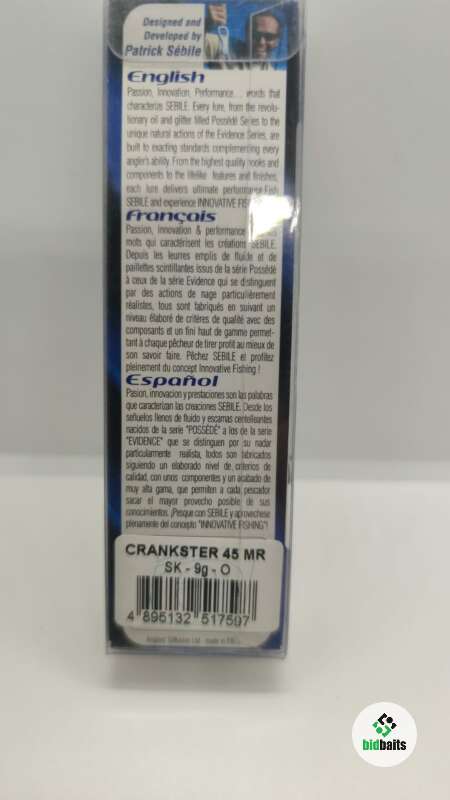 Designed and
Developed by
Patrick Sébile
English
Passion, Innovation, Performance... words that
characterize SEBILE. Every lure, from the revolu-
tionary oil and glitter filled Possédé Series to the
unique natural actions of the Evidence Series, are
built to exacting standards complementing every
angler's ability. From the highest quality hooks and
components to the lifelike features and finishes,
each lure delivers ultimate performance. Fish
SEBILE and experience INNOVATIVE FIS
Français
Passion, innovation & performance
mots qui caractérisent les créations SEBILE.
Depuis les leurres emplis de fluide et de
paillettes scintillantes issus de la série Possédé
à ceux de la série Evidence qui se distinguent
par des actions de nage particulièrement
réalistes, tous sont fabriqués en suivant un
niveau élaboré de critères de qualité avec des
composants et un fini haut de gamme permet-
tant à chaque pêcheur de tirer profit au mieux de
son savoir faire. Pêchez SEBILE et profitez
pleinement du concept Innovative Fishing !
Español
Pasion, innovacion y prestaciones son las palabras
que caracterizan las creaciones SEBILE. Desde los
señuelos llenos de fluido y escamas centelleantes
nacidos de la serie "POSSÉDÉ" a los de la serie
"EVIDENCE" que se distinguen por su nadar
particularmente realista, todos son fabricados
siguiendo un elaborado nivel de criterios de
calidad, con unos componentes y un acabado de
muy alta gama, que permiten a cada pescador
sacar el mayor provecho posible de sus
conocimientos. ¡Pesque con SEBILE y aprovechese
plenamente del concepto "INNOVATIVE FISHING"!
CRANKSTER 45 MR
SK - 9g - O
4 895132 517597
bidbaits